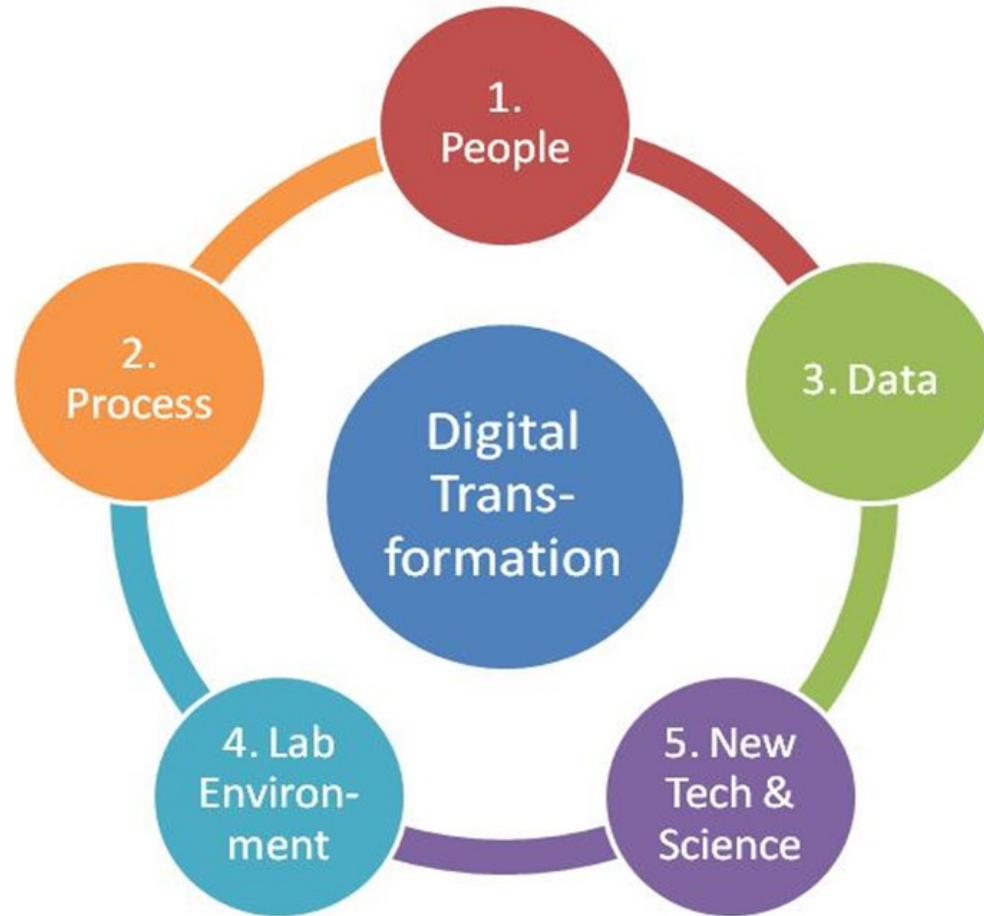 1.
People
2.
Process
3. Data
Digital
Trans-
formation
4. Lab
Environ-
ment
5. New
Tech &
Science